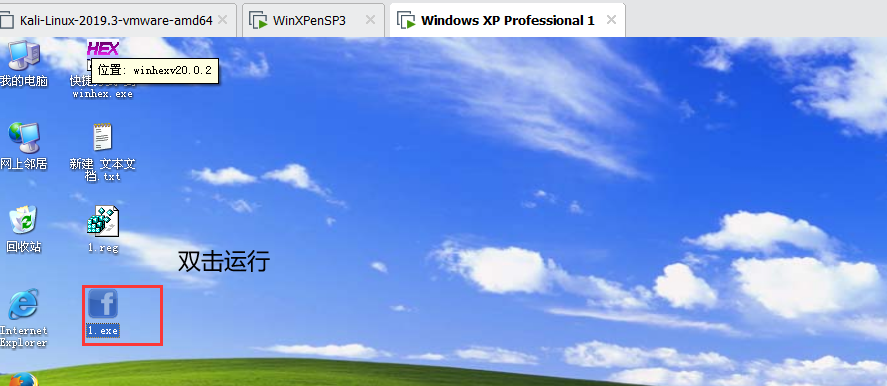 Kali-Linux-2019.3-vmware-amd64
WinXPenSP3
Windows XP Professional 1
HEX
位置: winhexv20.0.2
我的电脑
winhex.exe
网上邻居
新建 文本文
档.txt
回收站
1.reg
双击运行
Internet
Explorer
1.exe